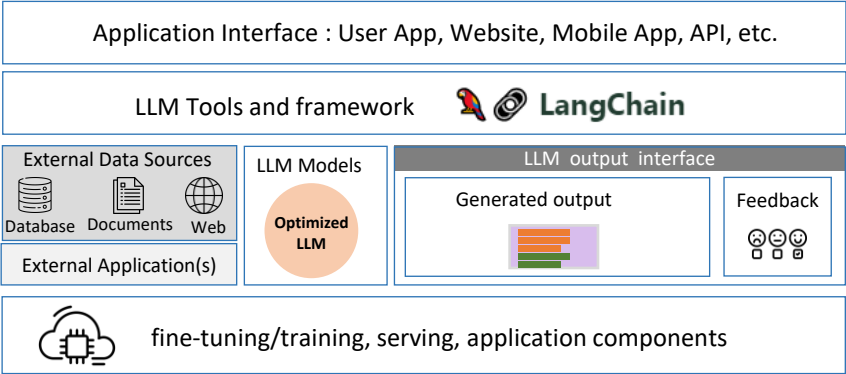 Application Interface : User App, Website, Mobile App, API, etc.
LLM Tools and framework
LangChain
External Data Sources
Database Documents Web
External Application(s)
LLM Models
Optimized
LLM
LLM output interface
Generated output
Feedback
fine-tuning/training, serving, application components